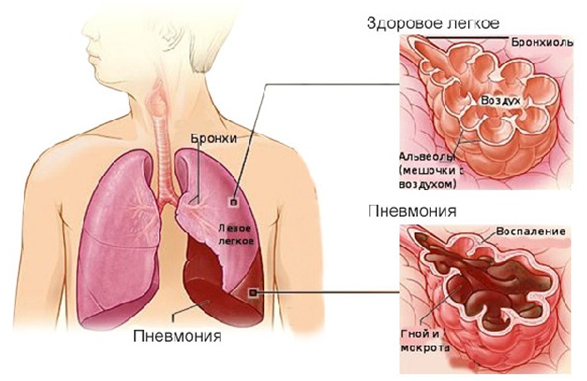 Здоровое легкое
Бронхиоль
Воздух
Альвеолы
(мешочки с
воздухом)
Бронхи
Левое
легкое
Пневмония
Пневмония
Воспаление
Гной и
мокрота